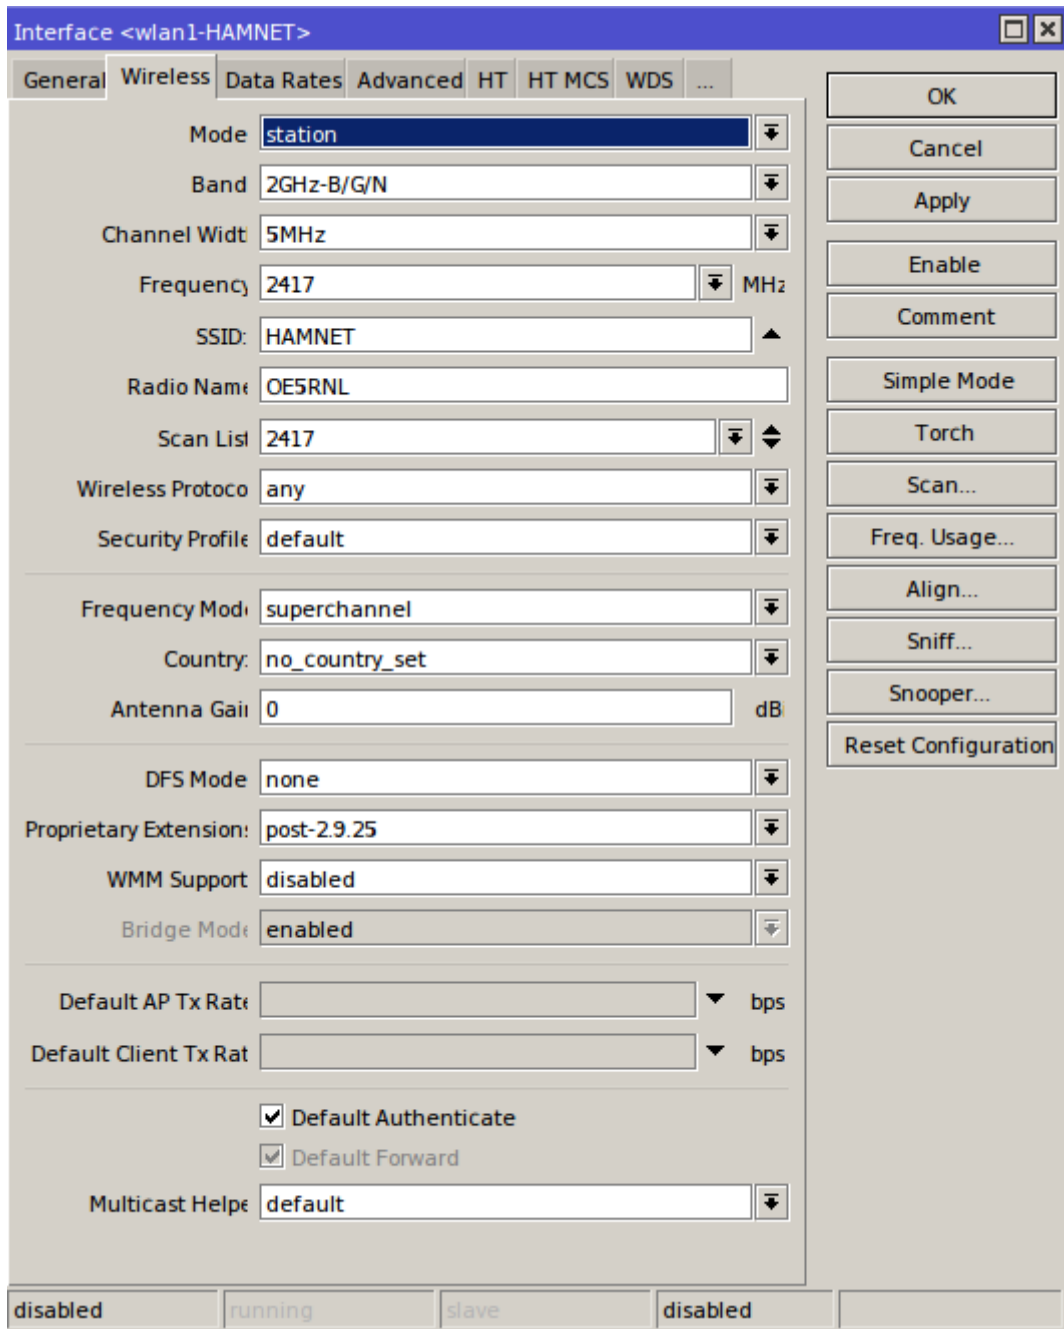 Interface <wlan1-HAMNET>
General Wireless Data Rates Advanced HT HT MCS WDS ...
Mode station
Band 2GHz-B/G/N
Channel Widt 5MHz
Frequency 2417 MHz
SSID: HAMNET
Radio Name OE5RNL
Scan List 2417
Wireless Protoco any
Security Profile default
Frequency Mode superchannel
Country: no_country_set
Antenna Gai 0 dBi
DFS Mode none
Proprietary Extensions post-2.9.25
WMM Support disabled
Bridge Mode enabled
Default AP Tx Rate bps
Default Client Tx Rat bps
Default Authenticate
Default Forward
Multicast Helpe default
OK
Cancel
Apply
Enable
Comment
Simple Mode
Torch
Scan...
Freq. Usage...
Align...
Sniff...
Snooper...
Reset Configuration
disabled running slave disabled